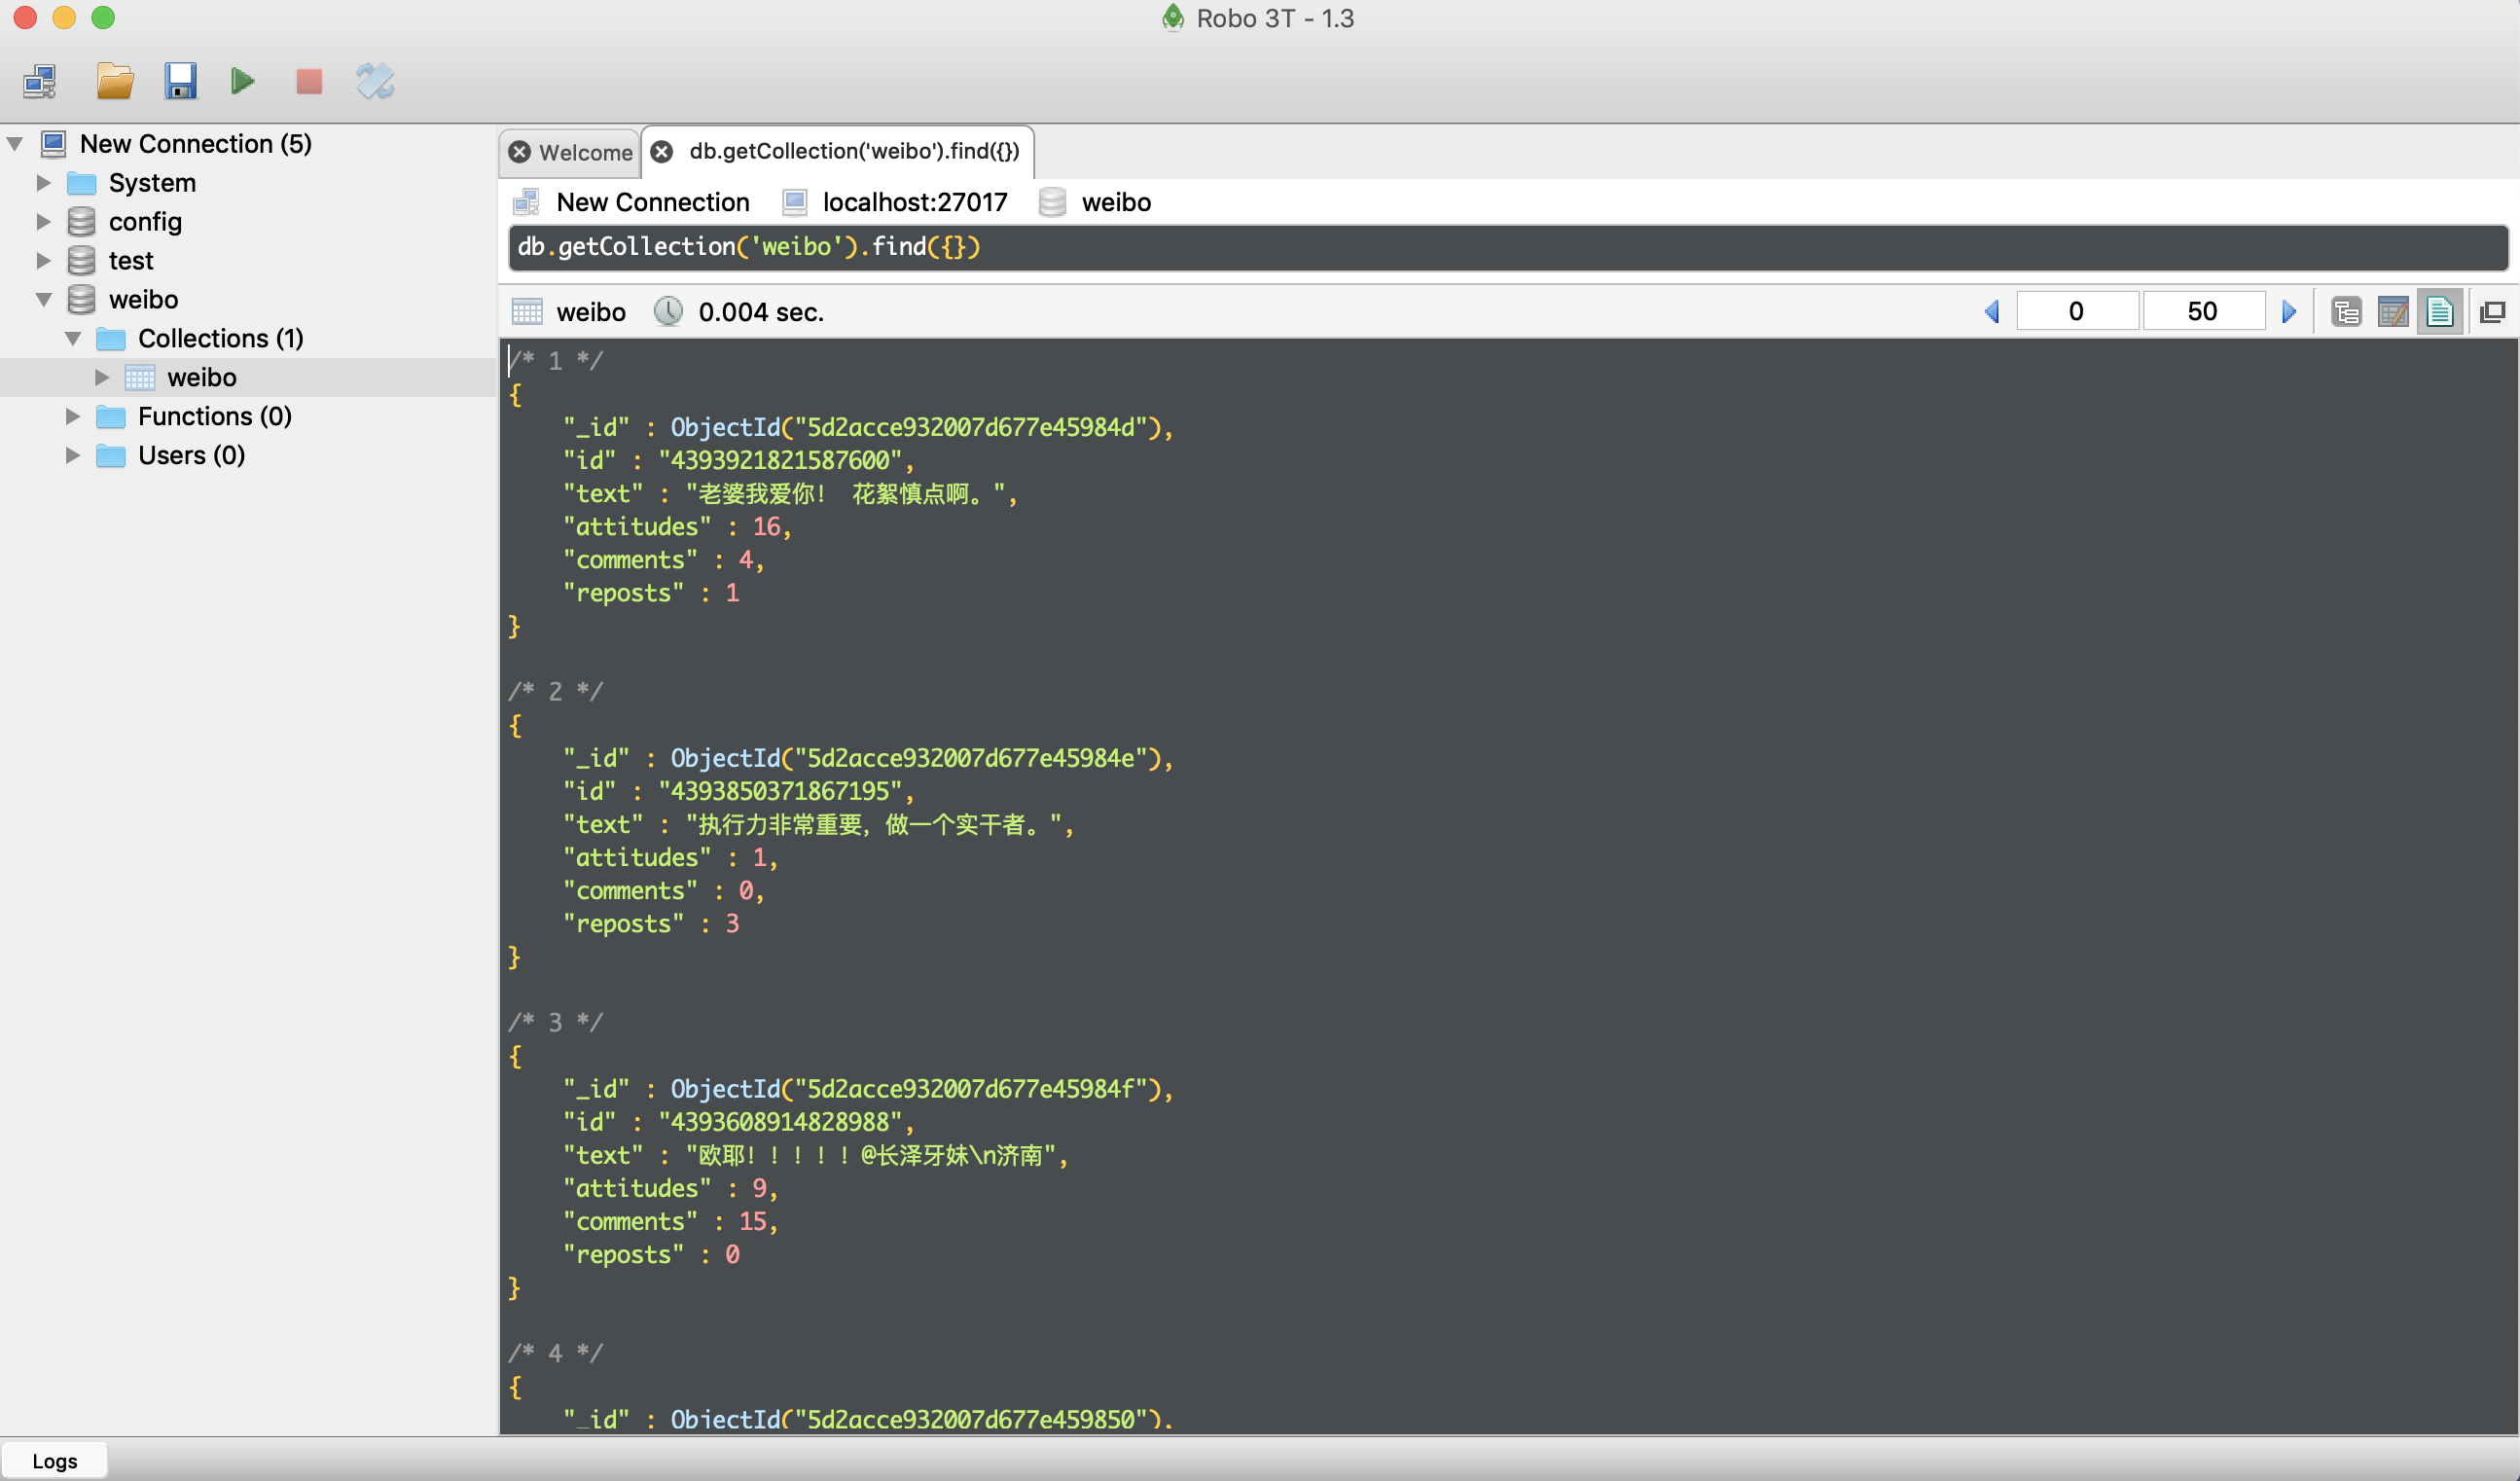 Robo 3T - 1.3
New Connection (5)
System
config
test
weibo
Collections (1)
weibo
Functions (0)
Users (0)
Welcome
db.getCollection('weibo').find({})
New Connection localhost:27017 weibo
db.getCollection('weibo').find({})
weibo 0.004 sec. 0 50
/* 1 */
{
    "_id" : ObjectId("5d2acce932007d677e45984d"),
    "id" : "4393921821587600",
    "text" : "老婆我爱你！ 花絮慎点啊。",
    "attitudes" : 16,
    "comments" : 4,
    "reposts" : 1
}
/* 2 */
{
    "_id" : ObjectId("5d2acce932007d677e45984e"),
    "id" : "4393850371867195",
    "text" : "执行力非常重要，做一个实干者。",
    "attitudes" : 1,
    "comments" : 0,
    "reposts" : 3
}
/* 3 */
{
    "_id" : ObjectId("5d2acce932007d677e45984f"),
    "id" : "4393608914828988",
    "text" : "欧耶！！！！！@长泽牙妹\n济南",
    "attitudes" : 9,
    "comments" : 15,
    "reposts" : 0
}
/* 4 */
{
    "_id" : ObjectId("5d2acce932007d677e459850"),
Logs